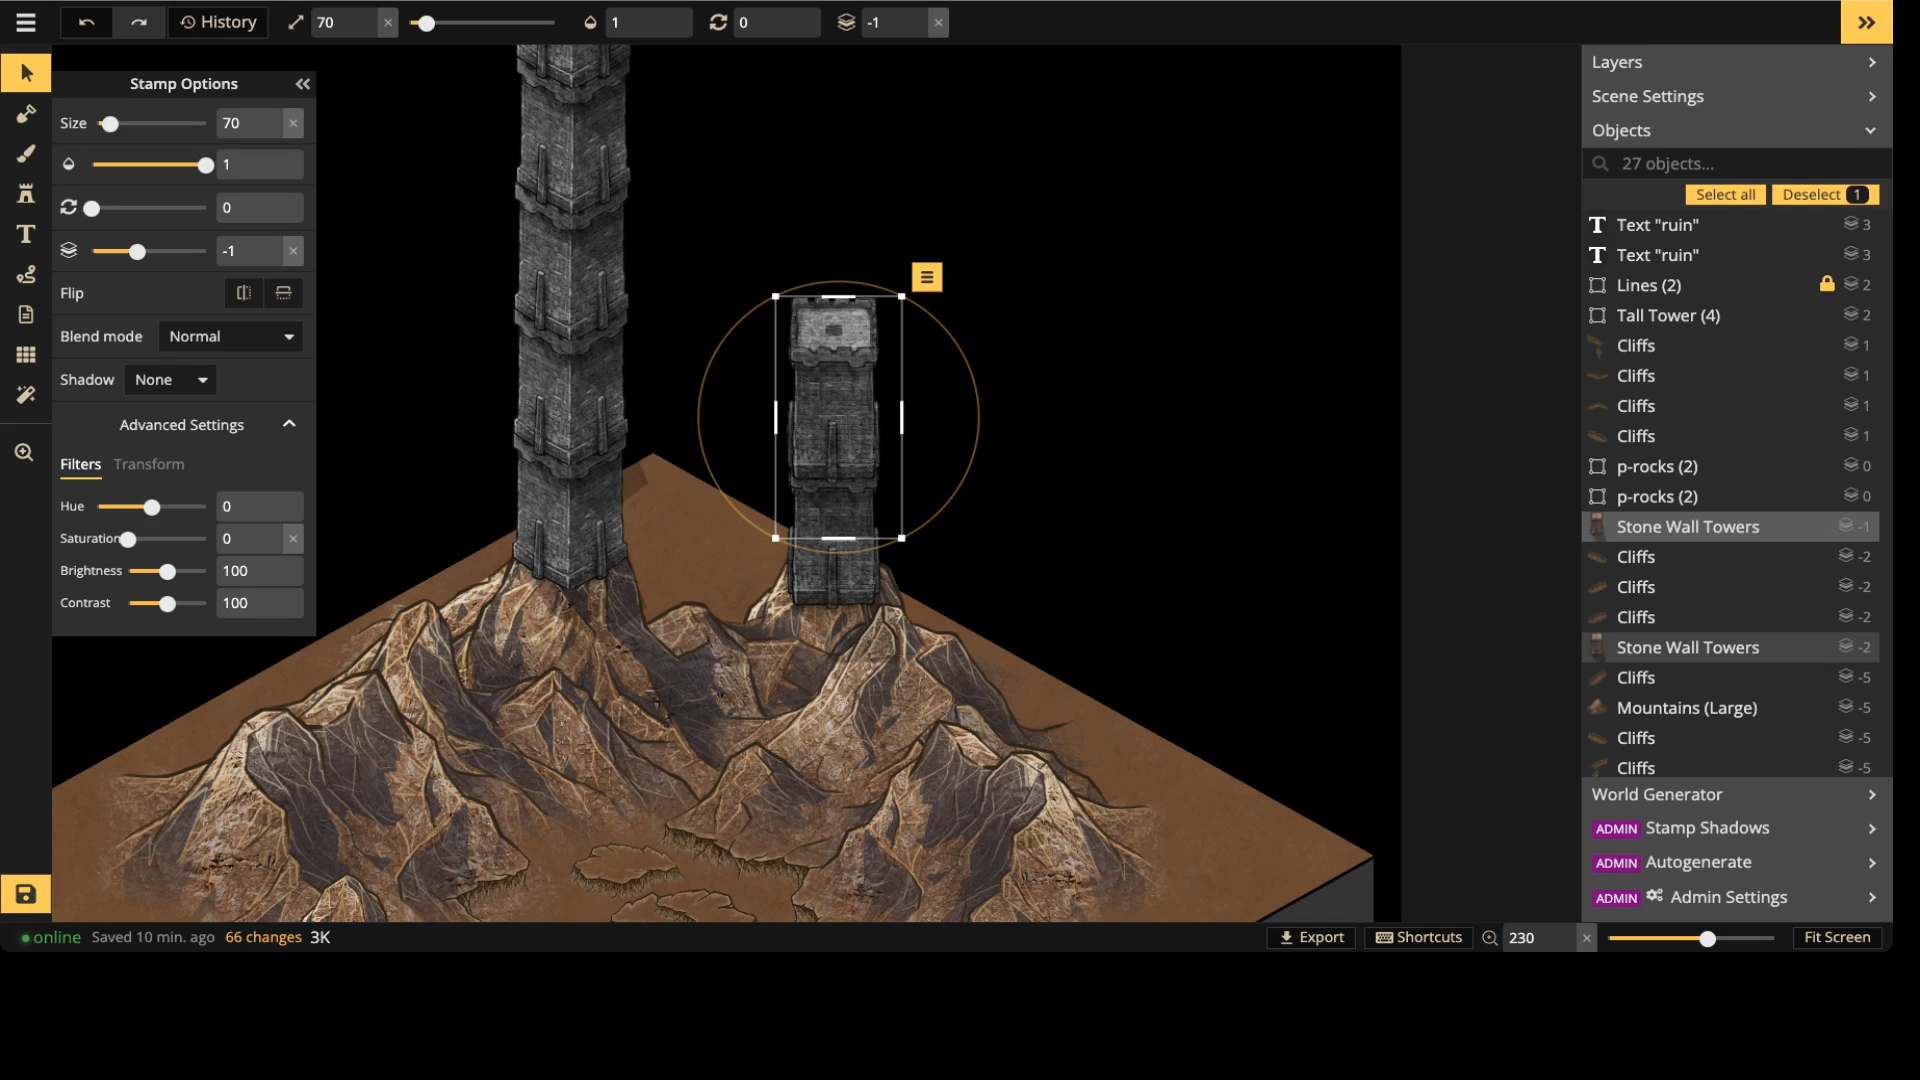 History
70
1
0
-1
Stamp Options
Size
70
1
0
-1
Flip
Blend mode
Normal
Shadow
None
Advanced Settings
Filters
Transform
Hue
0
Saturation
0
Brightness
100
Contrast
100
Layers
Scene Settings
Objects
27 objects...
Select all
Deselect 1
Text "ruin" 3
Text "ruin" 3
Lines (2) 2
Tall Tower (4) 2
Cliffs 1
Cliffs 1
Cliffs 1
Cliffs 1
p-rocks (2) 0
p-rocks (2) 0
Stone Wall Towers -1
Cliffs -2
Cliffs -2
Cliffs -2
Stone Wall Towers -2
Cliffs -5
Mountains (Large) -5
Cliffs -5
Cliffs -5
World Generator
ADMIN Stamp Shadows
ADMIN Autogenerate
ADMIN Admin Settings
online Saved 10 min. ago 66 changes 3K
Export
Shortcuts
230
Fit Screen